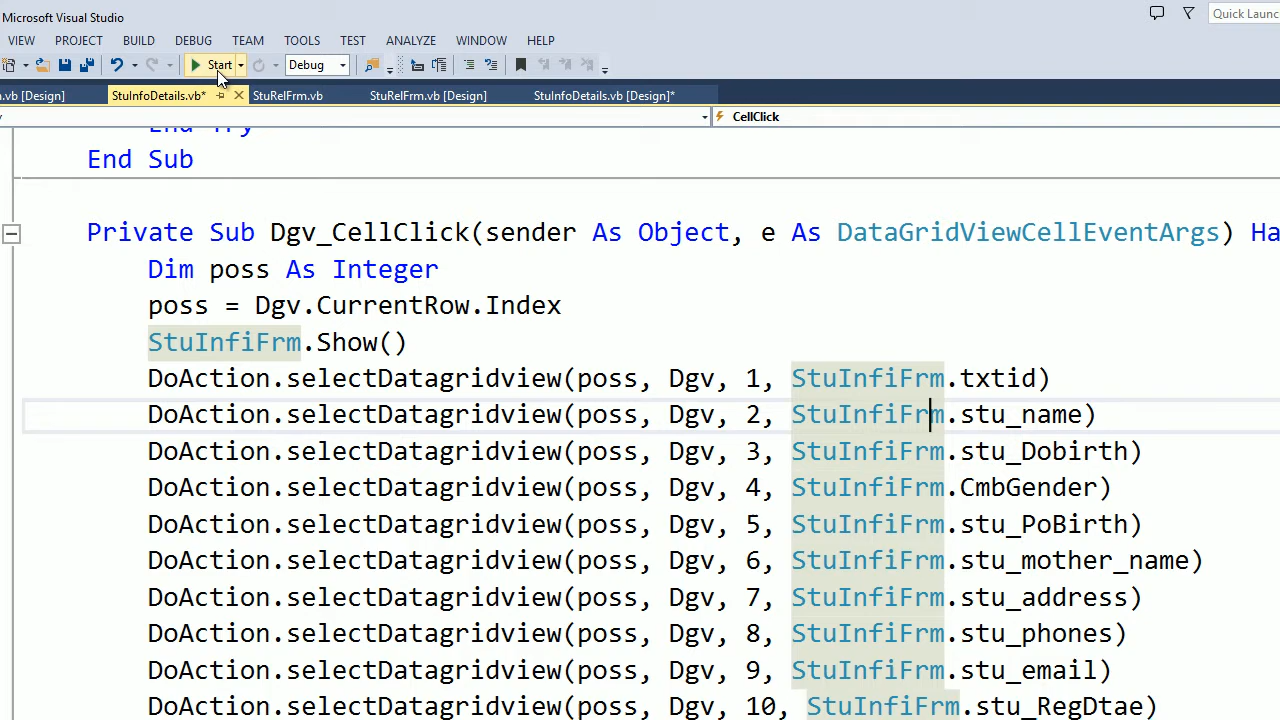 Microsoft Visual Studio
Quick Launc
VIEW PROJECT BUILD DEBUG TEAM TOOLS TEST ANALYZE WINDOW HELP
Start Debug
.vb [Design] StuInfoDetails.vb* StuRelFrm.vb StuRelFrm.vb [Design] StuInfoDetails.vb [Design]*
CellClick
End Try
End Sub
Private Sub Dgv_CellClick(sender As Object, e As DataGridViewCellEventArgs) Ha
Dim poss As Integer
poss = Dgv.CurrentRow.Index
StuInfiFrm.Show()
DoAction.selectDatagridview(poss, Dgv, 1, StuInfiFrm.txtid)
DoAction.selectDatagridview(poss, Dgv, 2, StuInfiFrm.stu_name)
DoAction.selectDatagridview(poss, Dgv, 3, StuInfiFrm.stu_Dobirth)
DoAction.selectDatagridview(poss, Dgv, 4, StuInfiFrm.CmbGender)
DoAction.selectDatagridview(poss, Dgv, 5, StuInfiFrm.stu_PoBirth)
DoAction.selectDatagridview(poss, Dgv, 6, StuInfiFrm.stu_mother_name)
DoAction.selectDatagridview(poss, Dgv, 7, StuInfiFrm.stu_address)
DoAction.selectDatagridview(poss, Dgv, 8, StuInfiFrm.stu_phones)
DoAction.selectDatagridview(poss, Dgv, 9, StuInfiFrm.stu_email)
DoAction.selectDatagridview(poss, Dgv, 10, StuInfiFrm.stu_RegDtae)